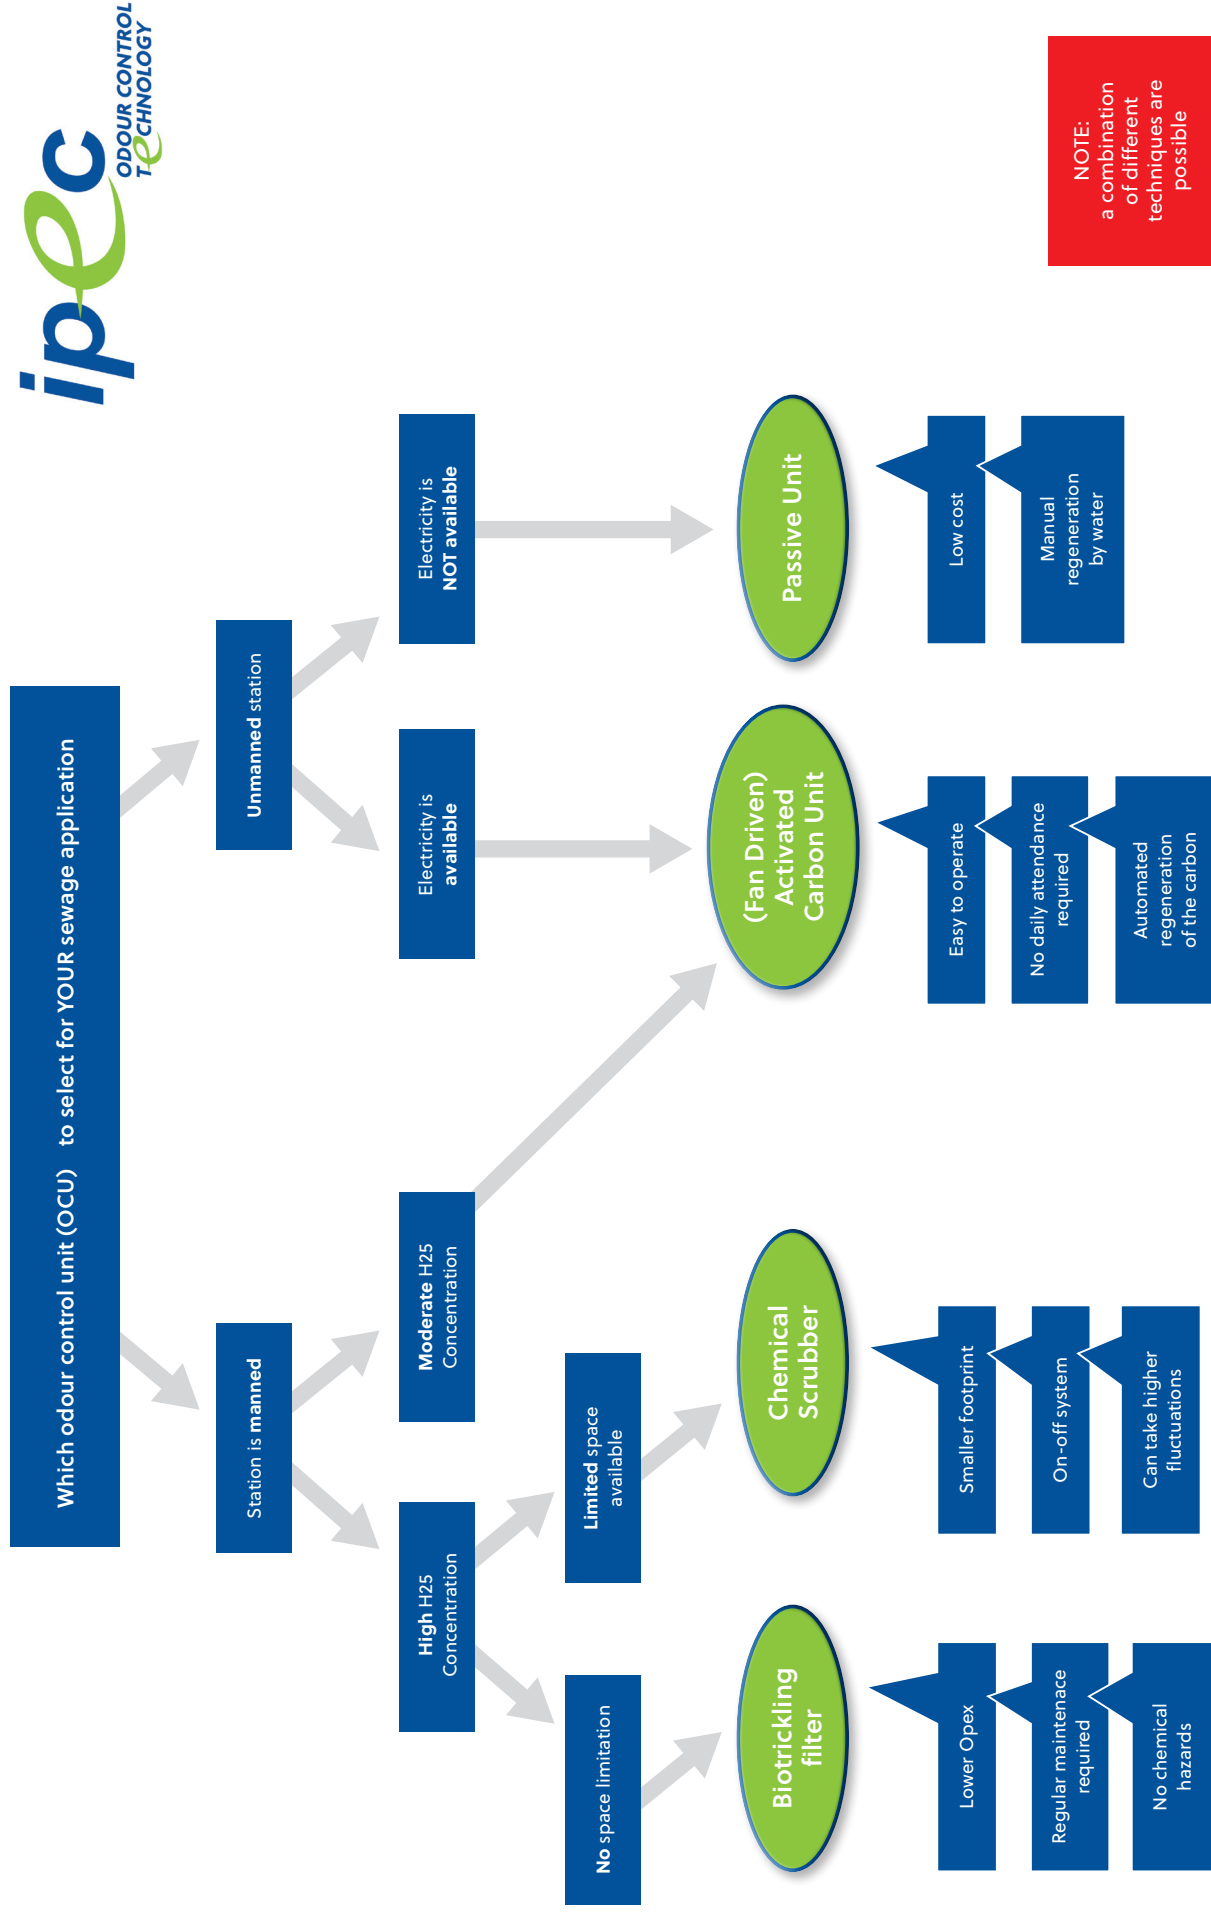 ipec
ODOUR CONTROL
TeCHNOLOGY
Which odour control unit (OCU) to select for YOUR sewage application
Station is manned
Unmanned station
High H25
Concentration
Moderate H25
Concentration
Electricity is
available
Electricity is
NOT available
No space limitation
Limited space
available
Biotrickling
filter
Chemical
Scrubber
(Fan Driven)
Activated
Carbon Unit
Passive Unit
Lower Opex
Regular maintenace
required
No chemical
hazards
Smaller footprint
On-off system
Can take higher
fluctuations
Easy to operate
No daily attendance
required
Automated
regeneration
of the carbon
Low cost
Manual
regeneration
by water
NOTE:
a combination
of different
techniques are
possible